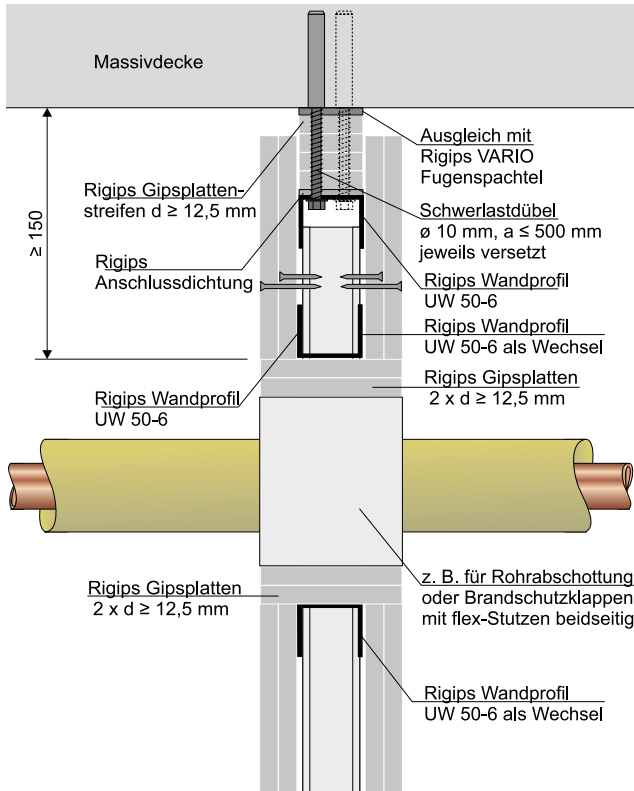 Massivdecke
Ausgleich mit
Rigips VARIO
Fugenspachtel
Rigips Gipsplatten-
streifen d ≥ 12,5 mm
Schwerlastdübel
ø 10 mm, a ≤ 500 mm
jeweils versetzt
≥ 150
Rigips
Anschlussdichtung
Rigips Wandprofil
UW 50-6
Rigips Wandprofil
UW 50-6 als Wechsel
Rigips Gipsplatten
2 x d ≥ 12,5 mm
Rigips Wandprofil
UW 50-6
z. B. für Rohrabschottung
oder Brandschutzklappen
mit flex-Stutzen beidseitig
Rigips Gipsplatten
2 x d ≥ 12,5 mm
Rigips Wandprofil
UW 50-6 als Wechsel